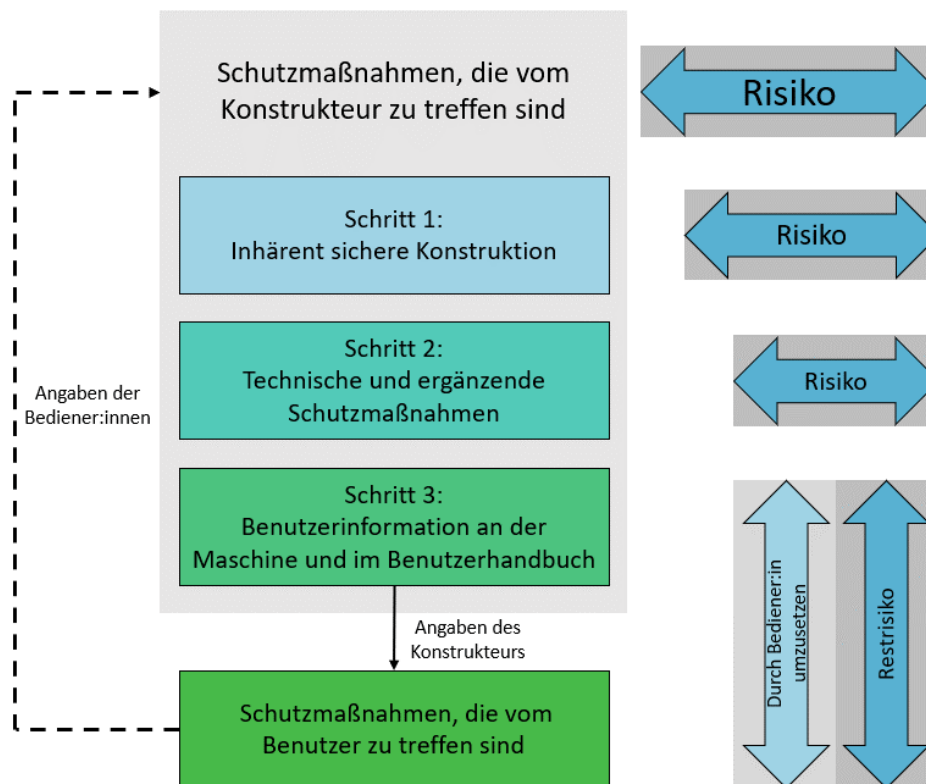 Schutzmaßnahmen, die vom
Konstrukteur zu treffen sind
Risiko
Schritt 1:
Inhärent sichere Konstruktion
Risiko
Schritt 2:
Technische und ergänzende
Schutzmaßnahmen
Risiko
Angaben der
Bediener:innen
Schritt 3:
Benutzerinformation an der
Maschine und im Benutzerhandbuch
Durch Bediener:in
umzusetzen
Restrisiko
Angaben des
Konstrukteurs
Schutzmaßnahmen, die vom
Benutzer zu treffen sind